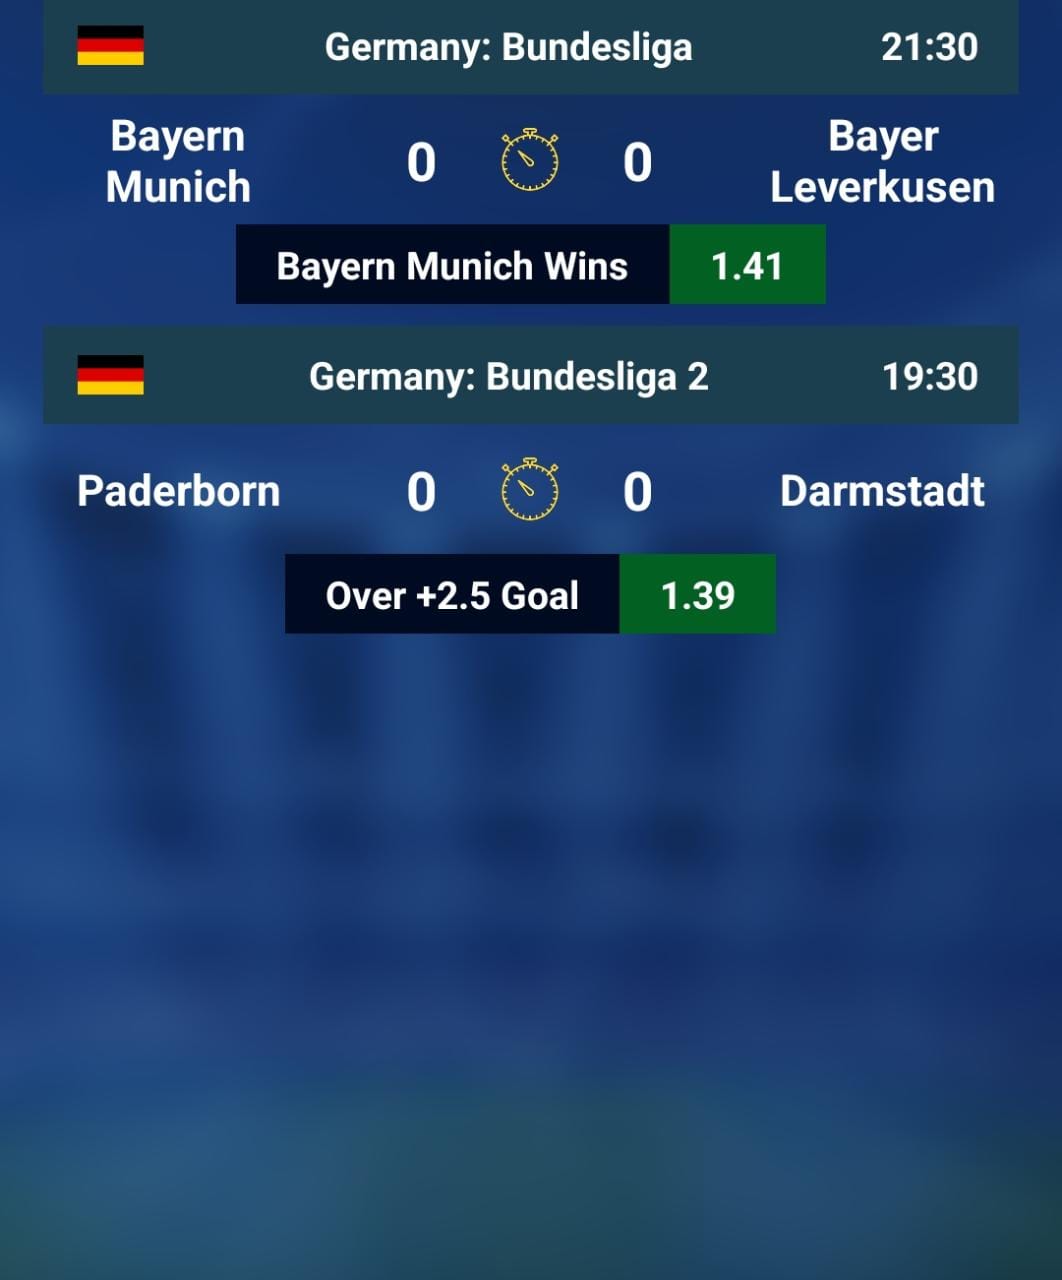 Germany: Bundesliga 21:30
Bayern Munich 0 0 Bayer Leverkusen
Bayern Munich Wins 1.41
Germany: Bundesliga 2 19:30
Paderborn 0 0 Darmstadt
Over +2.5 Goal 1.39